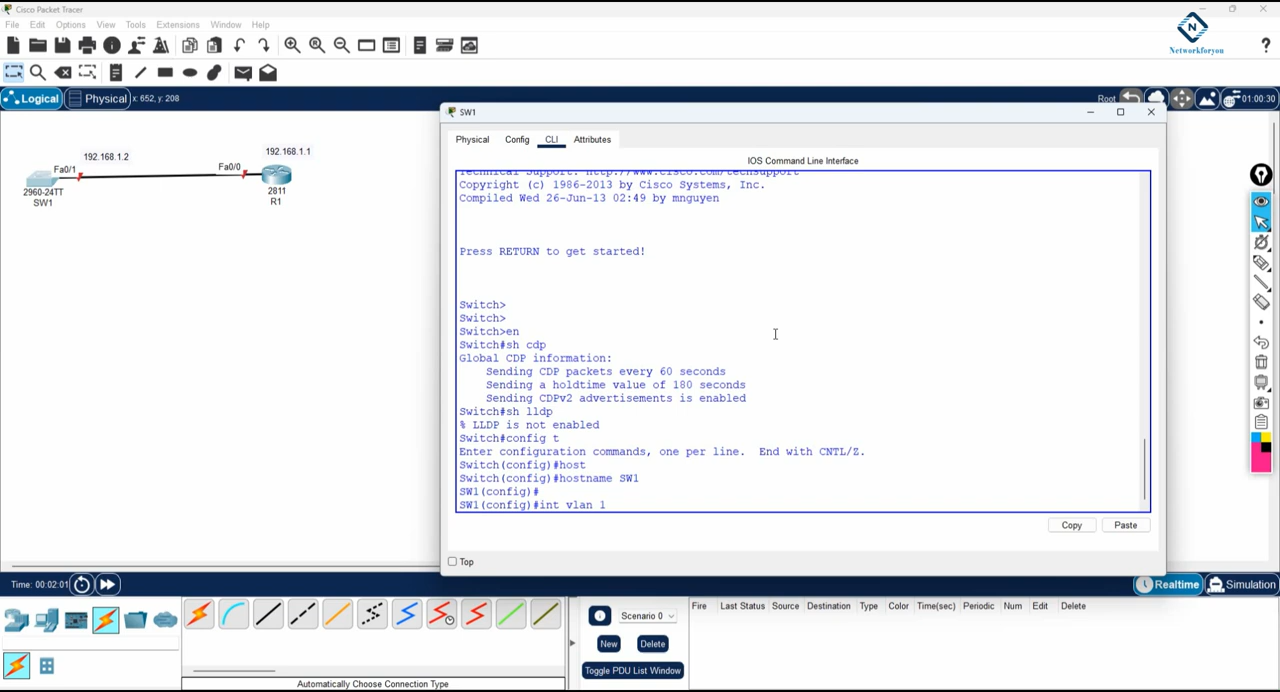 Cisco Packet Tracer
File Edit Options View Tools Extensions Window Help
N
Networkforyou
?
Logical Physical x: 652, y: 208
Root 01:00:30
192.168.1.2
192.168.1.1
Fa0/1
Fa0/0
2960-24TT
SW1
2811
R1
SW1
Physical Config CLI Attributes
IOS Command Line Interface
Technical Support: http://www.cisco.com/techsupport
Copyright (c) 1986-2013 by Cisco Systems, Inc.
Compiled Wed 26-Jun-13 02:49 by mnguyen
Press RETURN to get started!
Switch>
Switch>
Switch>en
Switch#sh cdp
Global CDP information:
Sending CDP packets every 60 seconds
Sending a holdtime value of 180 seconds
Sending CDPv2 advertisements is enabled
Switch#sh lldp
% LLDP is not enabled
Switch#config t
Enter configuration commands, one per line. End with CNTL/Z.
Switch(config)#host
Switch(config)#hostname SW1
SW1(config)#
SW1(config)#int vlan 1
Copy Paste
Top
Time: 00:02:01
Realtime Simulation
Scenario 0
New Delete
Toggle PDU List Window
Fire Last Status Source Destination Type Color Time(sec) Periodic Num Edit Delete
Automatically Choose Connection Type